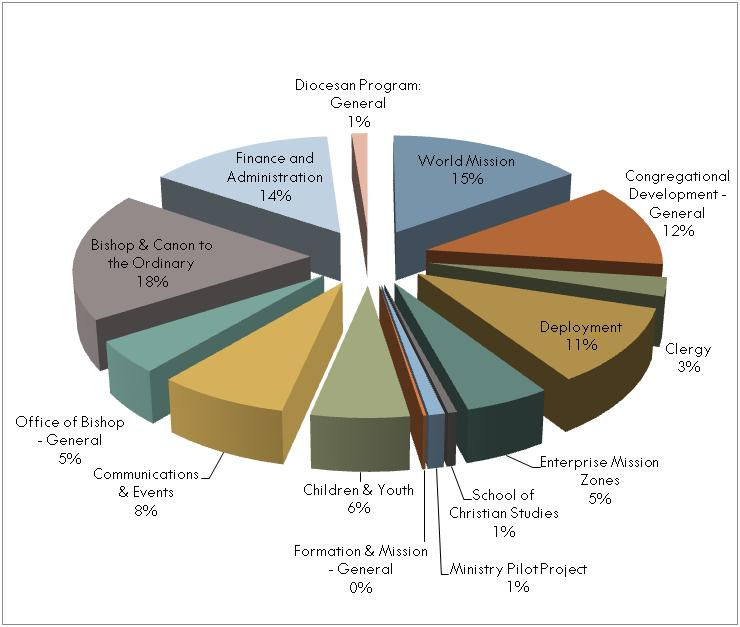 Diocesan Program:
General
1%
World Mission
15%
Congregational
Development -
General
12%
Clergy
3%
Deployment
11%
Enterprise Mission
Zones
5%
School of
Christian Studies
1%
Ministry Pilot Project
1%
Formation & Mission
- General
0%
Children & Youth
6%
Communications
& Events
8%
Office of Bishop
- General
5%
Bishop & Canon to
the Ordinary
18%
Finance and
Administration
14%